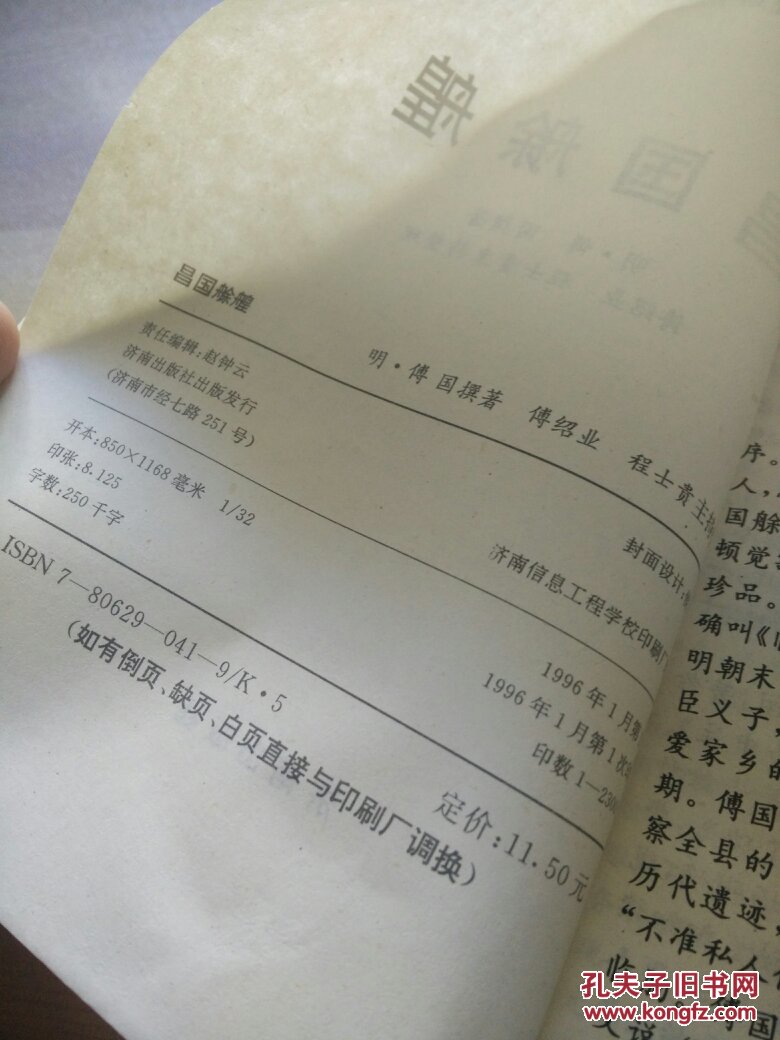 昌国艅艎
明·傅国撰著 傅绍业 程士贵主
责任编辑:赵钟云
封面设计:
济南出版社出版发行
(济南市经七路251号)
济南信息工程学校印刷厂
开本:850×1168毫米 1/32
1996年1月第
印张:8.125
1996年1月第1次
字数:250千字
印数1—230
ISBN 7—80629—041—9/K·5
定价:11.50元
(如有倒页、缺页、白页直接与印刷厂调换)
序。
人,
国艅
顿觉
珍品。
确叫《
明朝末
臣义子,
爱家乡的
期。傅国
察全县的
历代遗迹,
“不准私人
孔夫子旧书网
www.kongfz.com